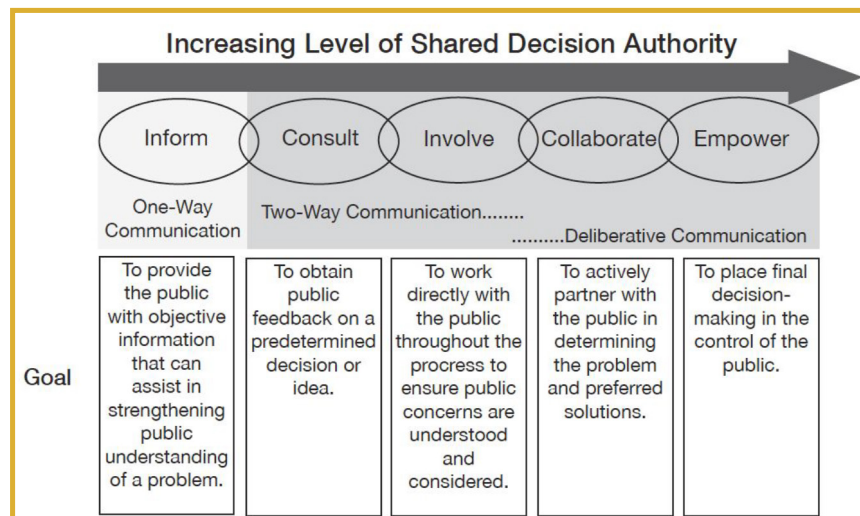 Increasing Level of Shared Decision Authority
Inform
Consult
Involve
Collaborate
Empower
One-Way
Communication
Two-Way Communication........
..........Deliberative Communication
Goal
To provide
the public
with objective
information
that can
assist in
strengthening
public
understanding
of a problem.
To obtain
public
feedback on a
predetermined
decision or
idea.
To work
directly with
the public
throughout the
procress to
ensure public
concerns are
understood
and
considered.
To actively
partner with
the public in
determining
the problem
and preferred
solutions.
To place final
decision-
making in the
control of the
public.